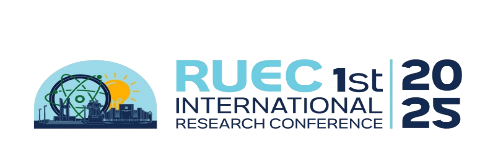 RUEC 1st
INTERNATIONAL
RESEARCH CONFERENCE
20
25